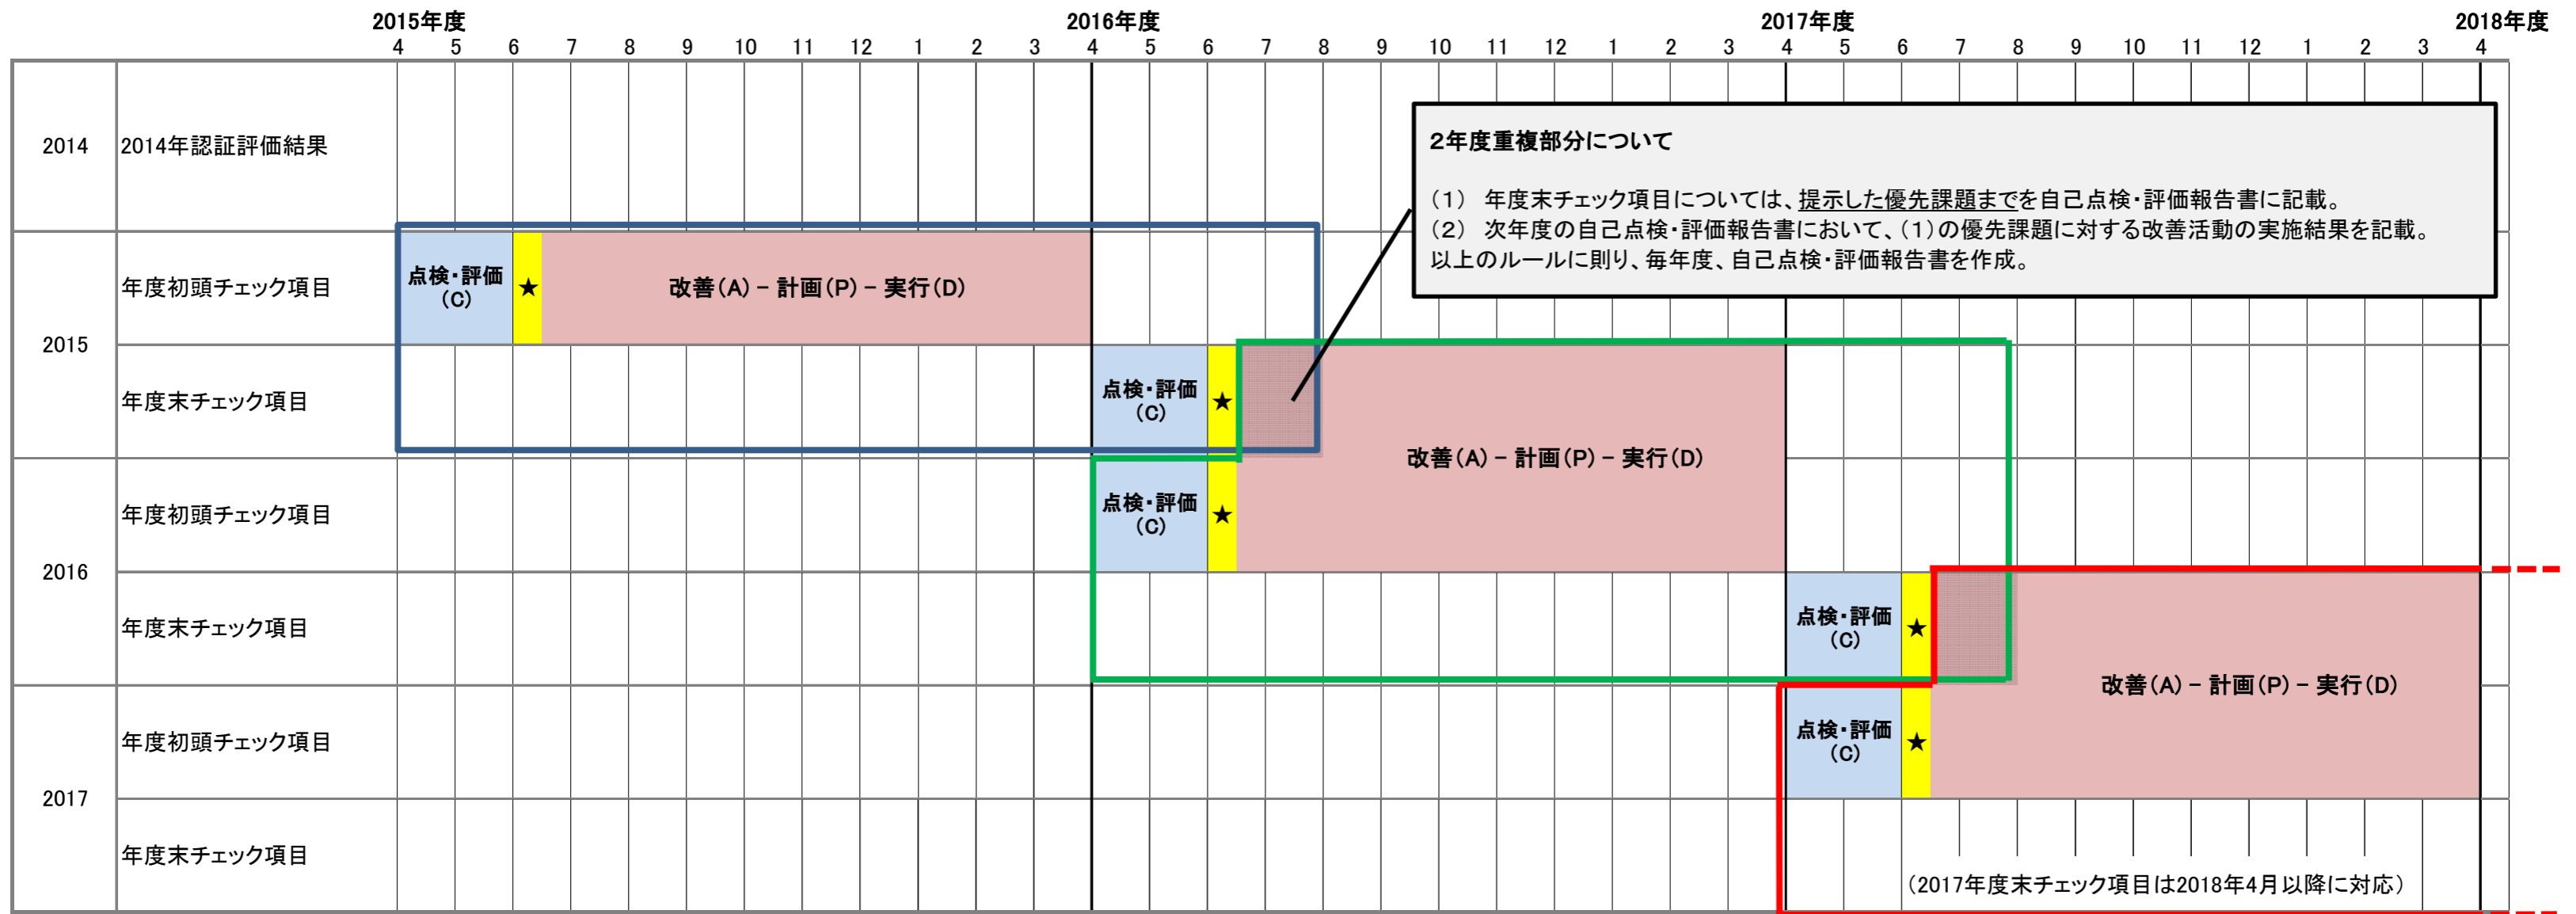 2015年度 2016年度 2017年度 2018年度
4 5 6 7 8 9 10 11 12 1 2 3 4 5 6 7 8 9 10 11 12 1 2 3 4 5 6 7 8 9 10 11 12 1 2 3 4
2014 2014年認証評価結果
2年度重複部分について
(1) 年度末チェック項目については、提示した優先課題までを自己点検・評価報告書に記載。
(2) 次年度の自己点検・評価報告書において、(1)の優先課題に対する改善活動の実施結果を記載。
以上のルールに則り、毎年度、自己点検・評価報告書を作成。
2015
年度初頭チェック項目
点検・評価
(C)
★
改善(A) − 計画(P) − 実行(D)
年度末チェック項目
点検・評価
(C)
★
改善(A) − 計画(P) − 実行(D)
2016
年度初頭チェック項目
点検・評価
(C)
★
年度末チェック項目
点検・評価
(C)
★
改善(A) − 計画(P) − 実行(D)
2017
年度初頭チェック項目
点検・評価
(C)
★
年度末チェック項目
(2017年度末チェック項目は2018年4月以降に対応)